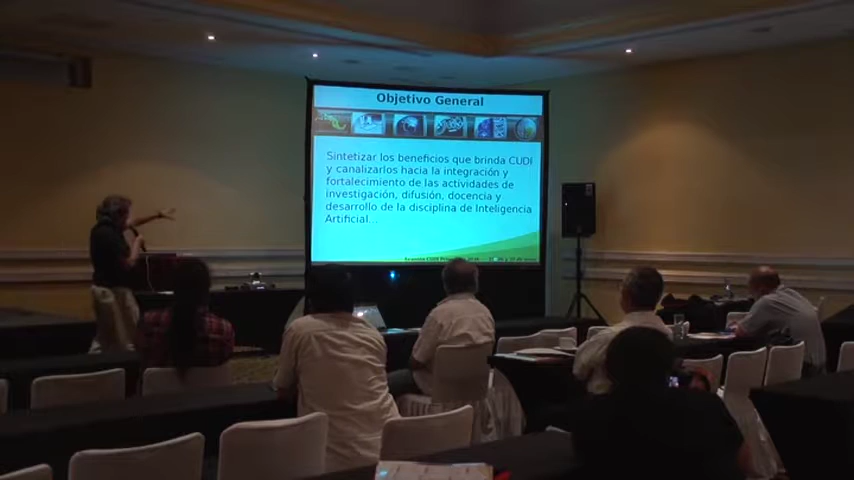 Objetivo General
Sintetizar los beneficios que brinda CUDI
y canalizarlos hacia la integración y
fortalecimiento de las actividades de
investigación, difusión, docencia y
desarrollo de la disciplina de Inteligencia
Artificial...